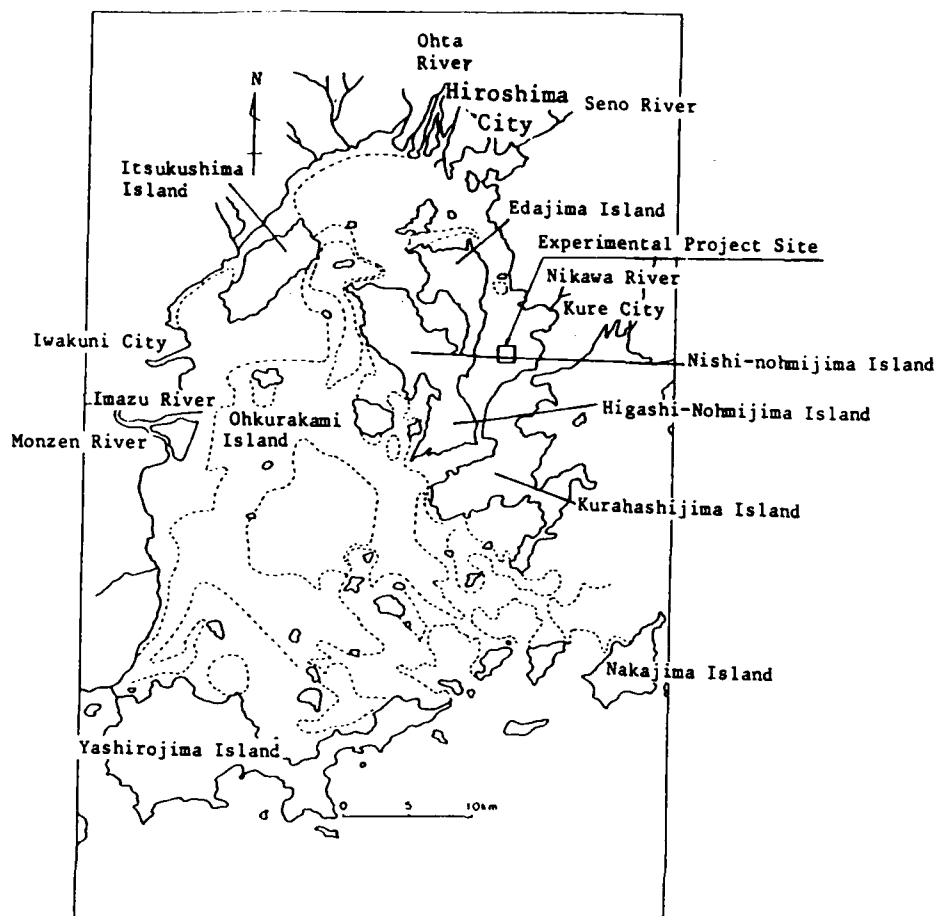 Ohta
River
Hiroshima
City
Seno River
N
Itsukushima
Island
Edajima Island
Experimental Project Site
Nikawa River
Kure City
Iwakuni City
Nishi-nohmijima Island
Imazu River
Ohkurakami
Island
Higashi-Nohmijima Island
Monzen River
Kurahashijima Island
Nakajima Island
Yashirojima Island
0 5 10km